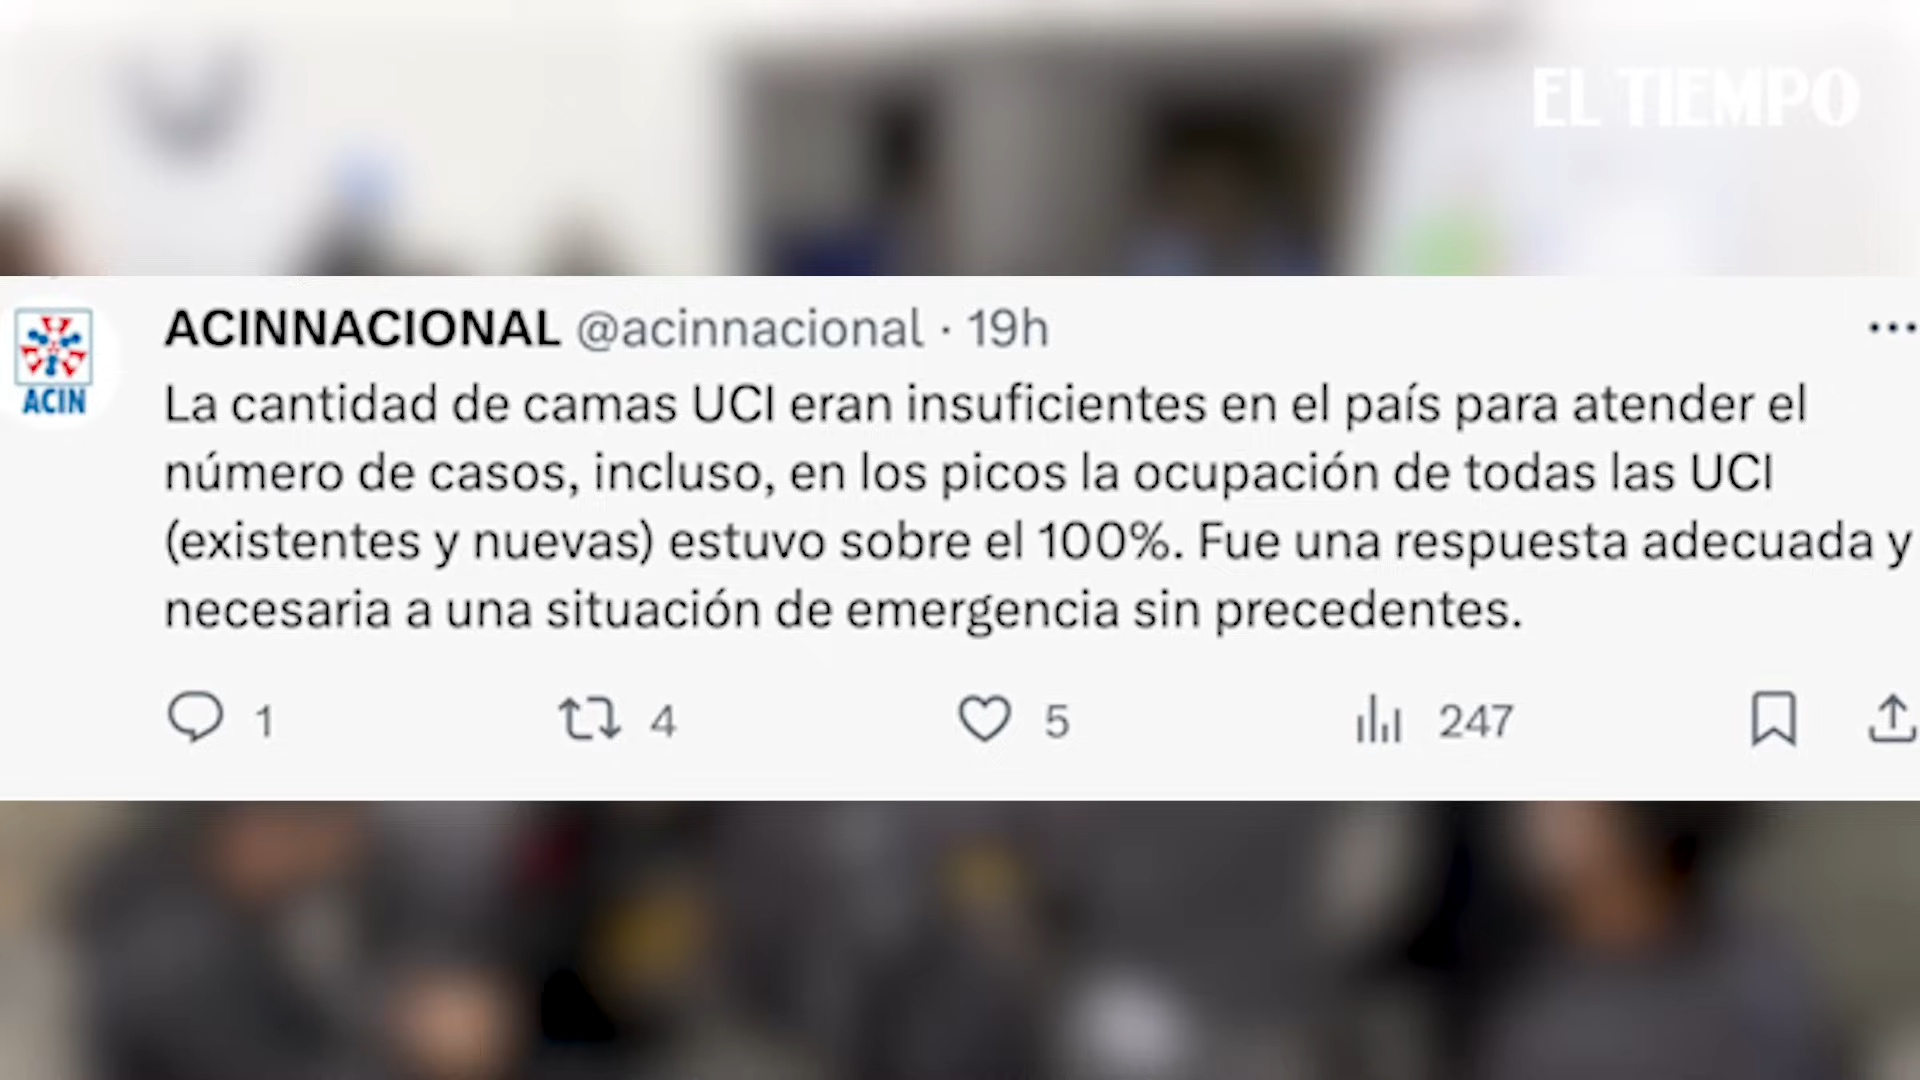 EL TIEMPO
ACINNACIONAL @acinnacional · 19h
ACIN
La cantidad de camas UCI eran insuficientes en el país para atender el
número de casos, incluso, en los picos la ocupación de todas las UCI
(existentes y nuevas) estuvo sobre el 100%. Fue una respuesta adecuada y
necesaria a una situación de emergencia sin precedentes.
1 4 5 247